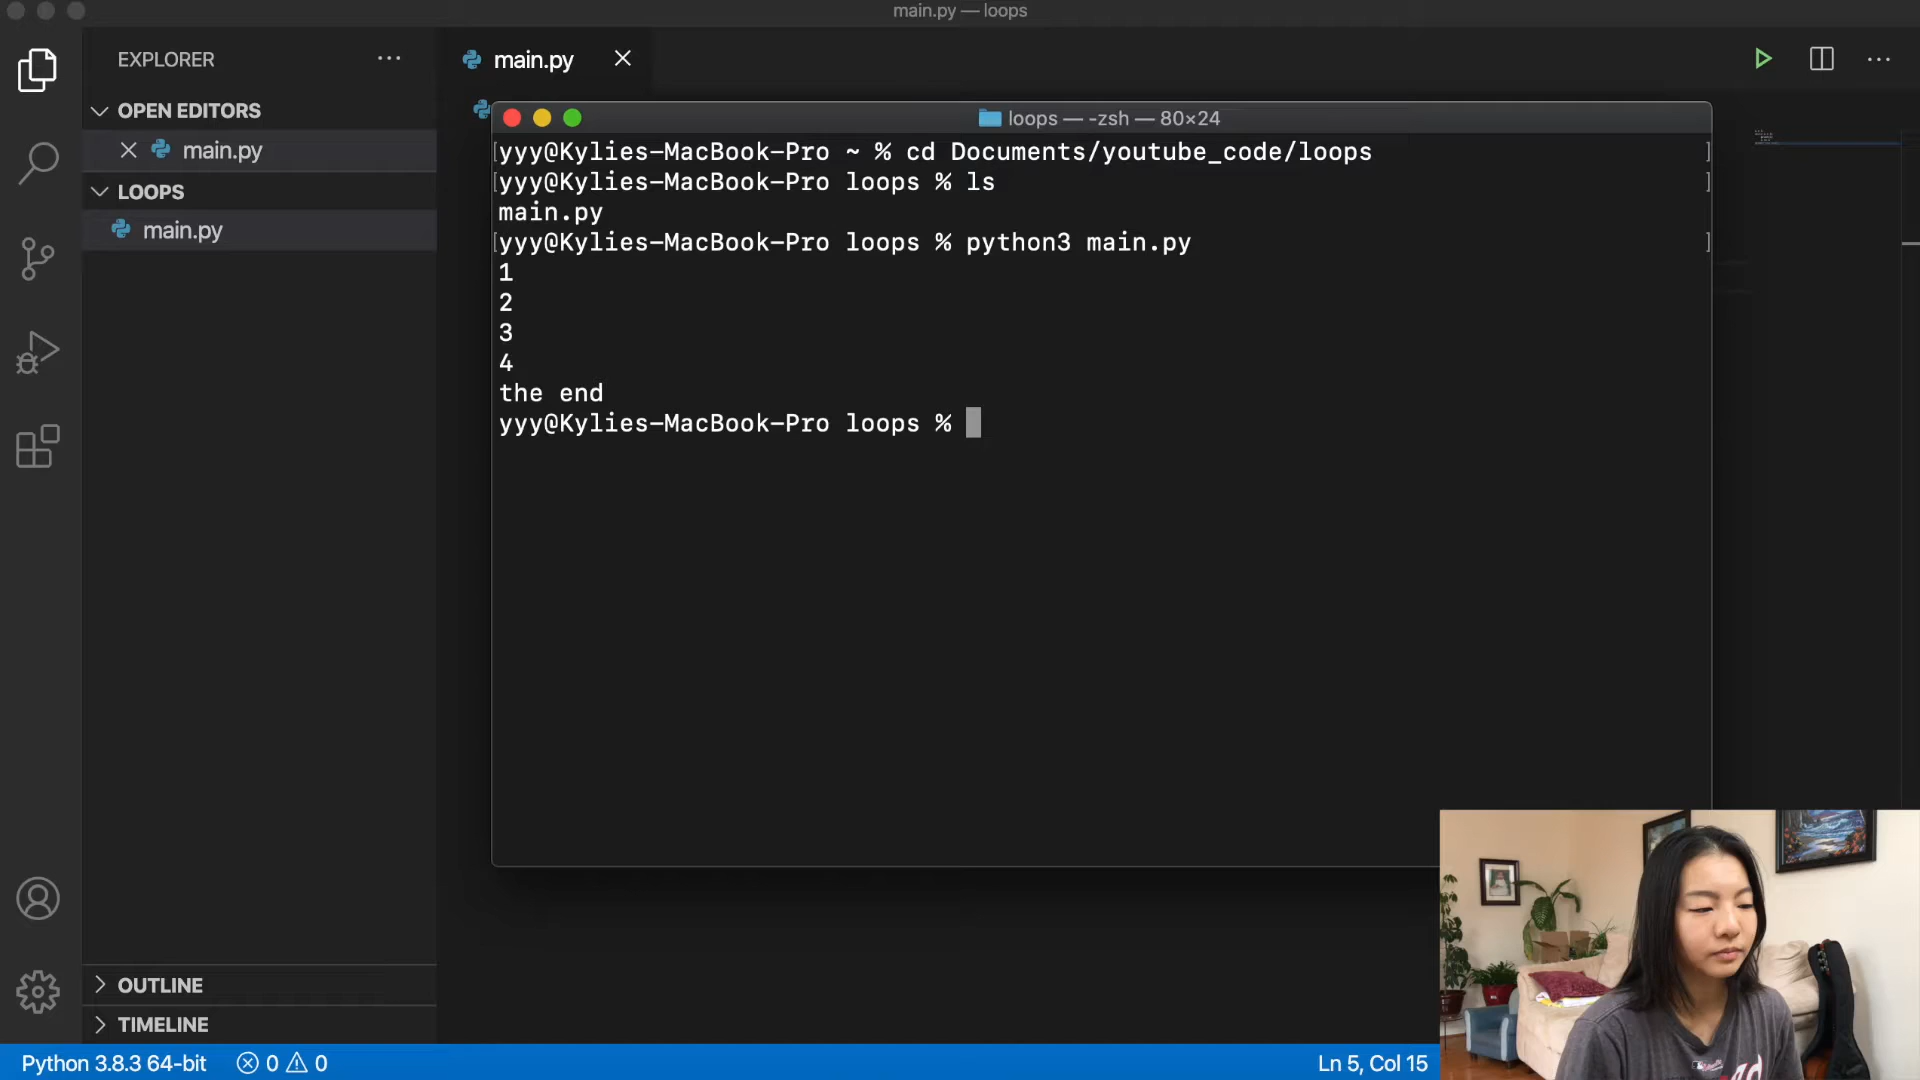 main.py — loops
EXPLORER
main.py
OPEN EDITORS
main.py
LOOPS
main.py
loops — -zsh — 80×24
yyy@Kylies-MacBook-Pro ~ % cd Documents/youtube_code/loops
yyy@Kylies-MacBook-Pro loops % ls
main.py
yyy@Kylies-MacBook-Pro loops % python3 main.py
1
2
3
4
the end
yyy@Kylies-MacBook-Pro loops %
OUTLINE
TIMELINE
Python 3.8.3 64-bit
0
0
Ln 5, Col 15